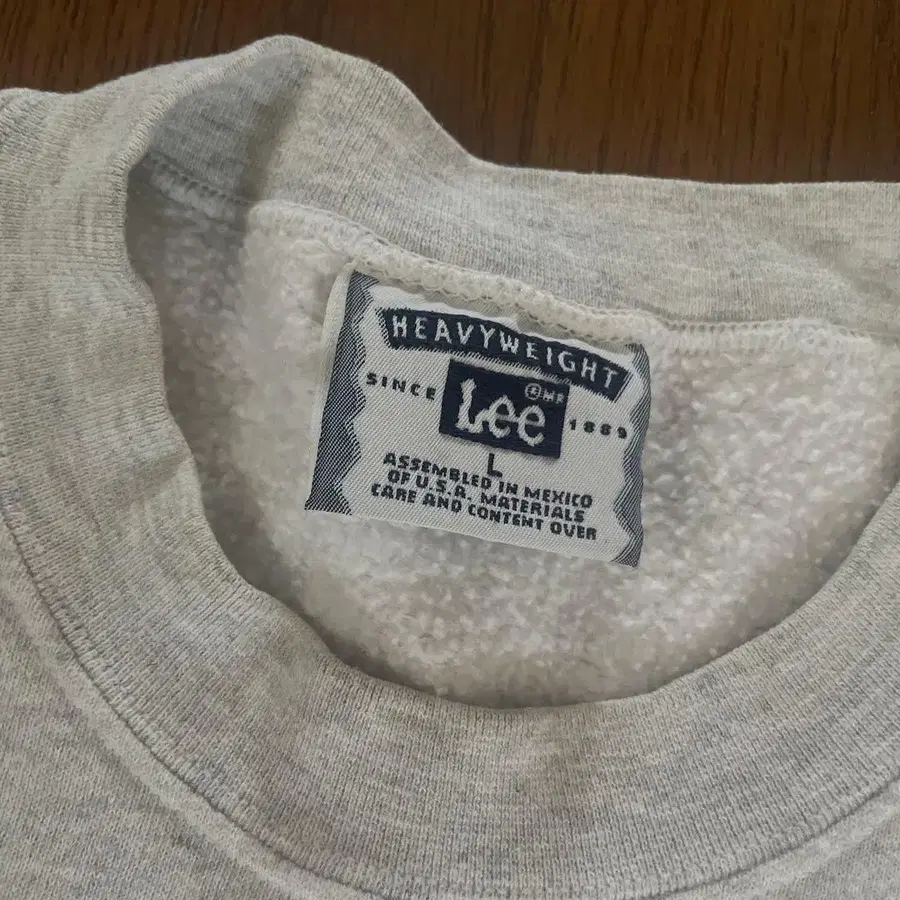 HEAVYWEIGHT
SINCE Lee ®MR 1889
L
ASSEMBLED IN MEXICO
OF U.S.A. MATERIALS
CARE AND CONTENT OVER